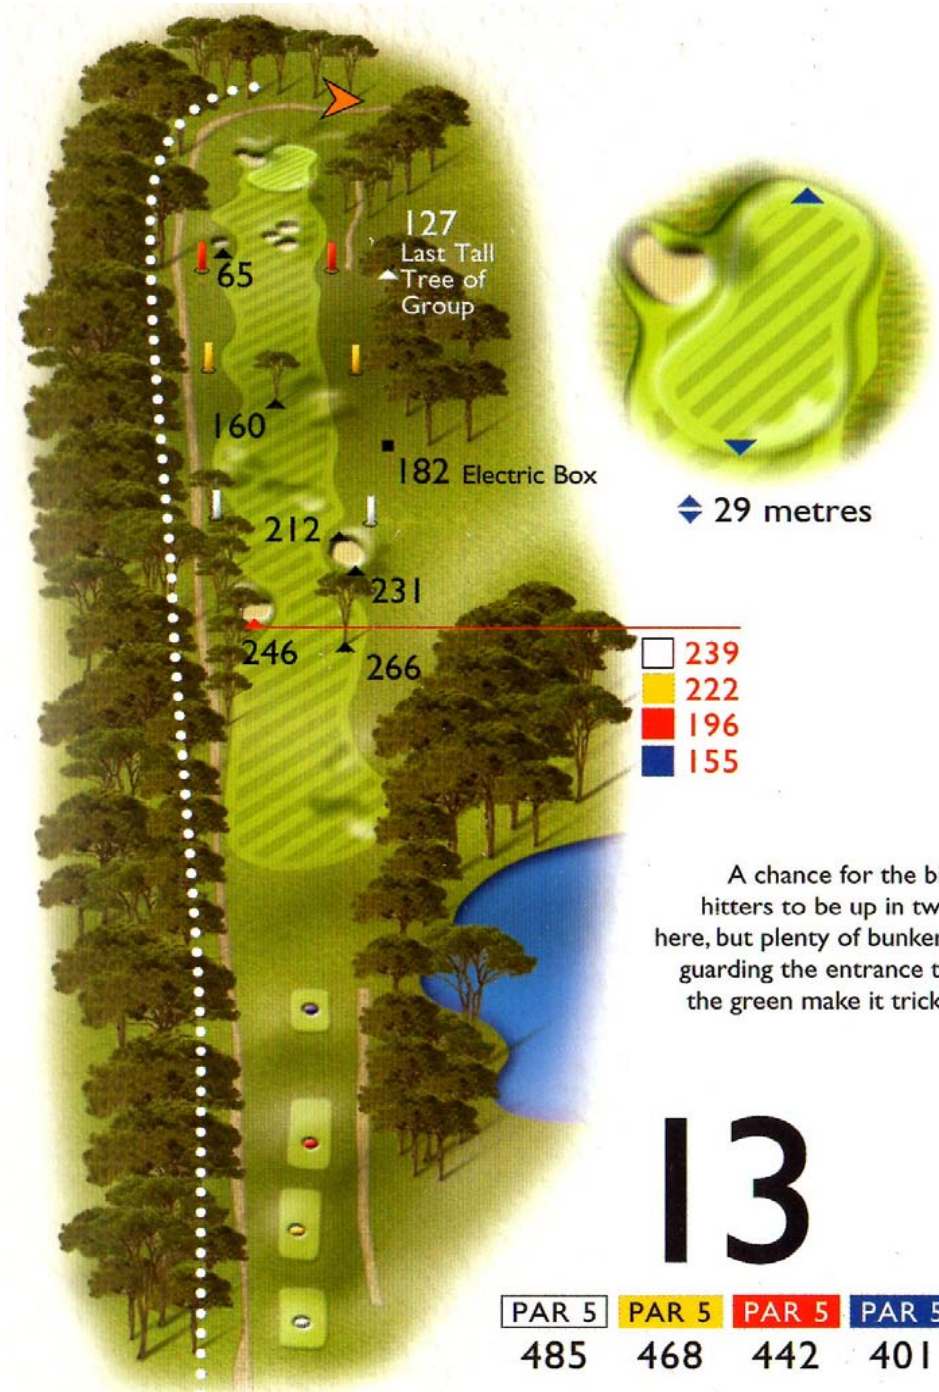 127
Last Tall
Tree of
Group
65
160
182 Electric Box
29 metres
212
231
246
266
239
222
196
155
A chance for the bi
hitters to be up in tw
here, but plenty of bunker
guarding the entrance t
the green make it trick
13
PAR 5 PAR 5 PAR 5 PAR 5
485 468 442 401